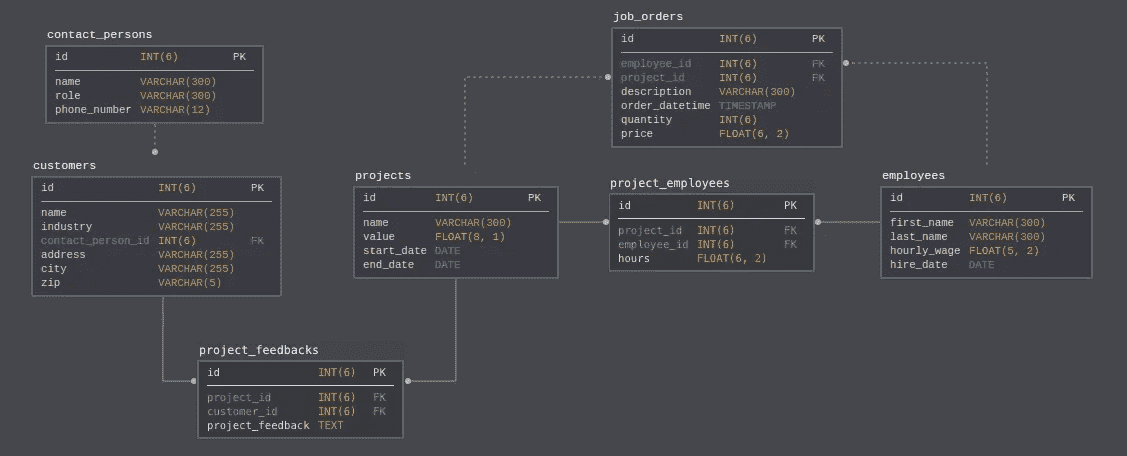 contact_persons
id INT(6) PK
name VARCHAR(300)
role VARCHAR(300)
phone_number VARCHAR(12)
customers
id INT(6) PK
name VARCHAR(255)
industry VARCHAR(255)
contact_person_id INT(6) FK
address VARCHAR(255)
city VARCHAR(255)
zip VARCHAR(5)
project_feedbacks
id INT(6) PK
project_id INT(6) FK
customer_id INT(6) FK
project_feedback TEXT
projects
id INT(6) PK
name VARCHAR(300)
value FLOAT(8, 1)
start_date DATE
end_date DATE
job_orders
id INT(6) PK
employee_id INT(6) FK
project_id INT(6) FK
description VARCHAR(300)
order_datetime TIMESTAMP
quantity INT(6)
price FLOAT(6, 2)
project_employees
id INT(6) PK
project_id INT(6) FK
employee_id INT(6) FK
hours FLOAT(6, 2)
employees
id INT(6) PK
first_name VARCHAR(300)
last_name VARCHAR(300)
hourly_wage FLOAT(5, 2)
hire_date DATE